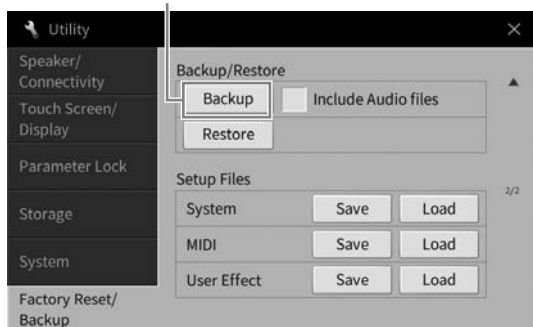 Utility
Speaker/
Connectivity
Touch Screen/
Display
Parameter Lock
Storage
System
Factory Reset/
Backup
Backup/Restore
Backup
Include Audio files
Restore
Setup Files
System Save Load
MIDI Save Load
User Effect Save Load
2/2